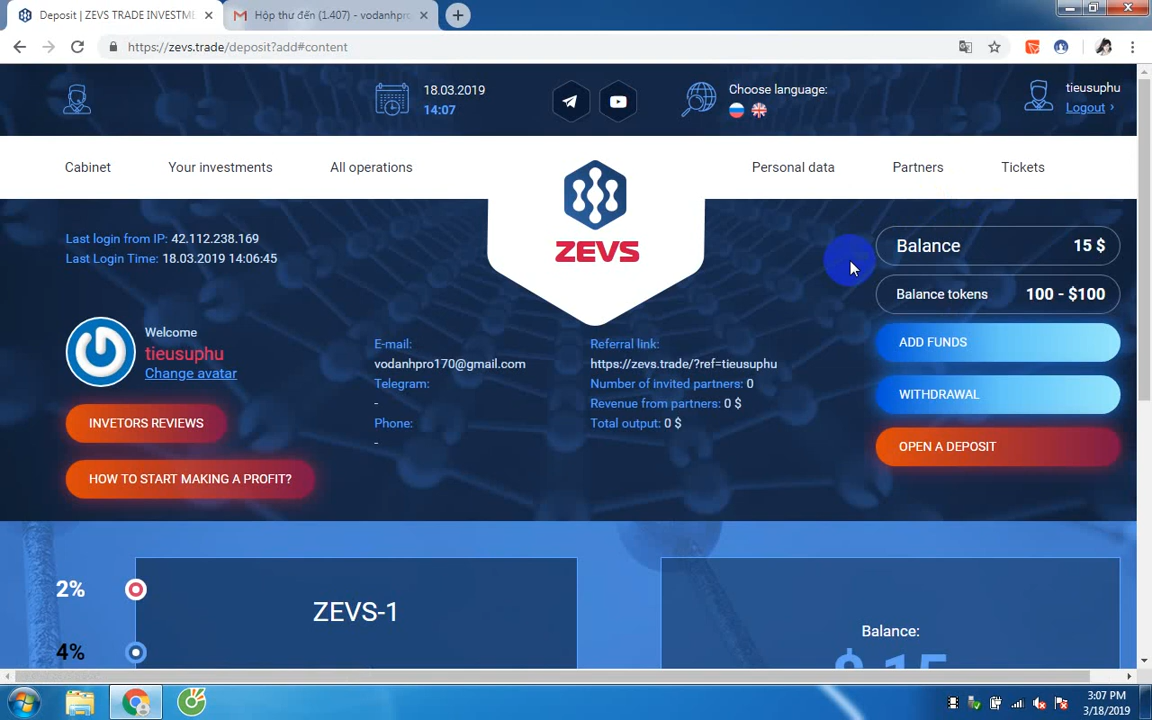 Deposit | ZEVS TRADE INVESTME
Hộp thư đến (1.407) - vodanhpro
https://zevs.trade/deposit?add#content
18.03.2019
14:07
Choose language:
tieusuphu
Logout ›
Cabinet
Your investments
All operations
ZEVS
Personal data
Partners
Tickets
Last login from IP: 42.112.238.169
Last Login Time: 18.03.2019 14:06:45
Balance 15 $
Balance tokens 100 - $100
ADD FUNDS
WITHDRAWAL
OPEN A DEPOSIT
Welcome
tieusuphu
Change avatar
INVETORS REVIEWS
HOW TO START MAKING A PROFIT?
E-mail:
vodanhpro170@gmail.com
Telegram:
-
Phone:
-
Referral link:
https://zevs.trade/?ref=tieusuphu
Number of invited partners: 0
Revenue from partners: 0 $
Total output: 0 $
2%
4%
ZEVS-1
Balance:
$ 15
3:07 PM
3/18/2019